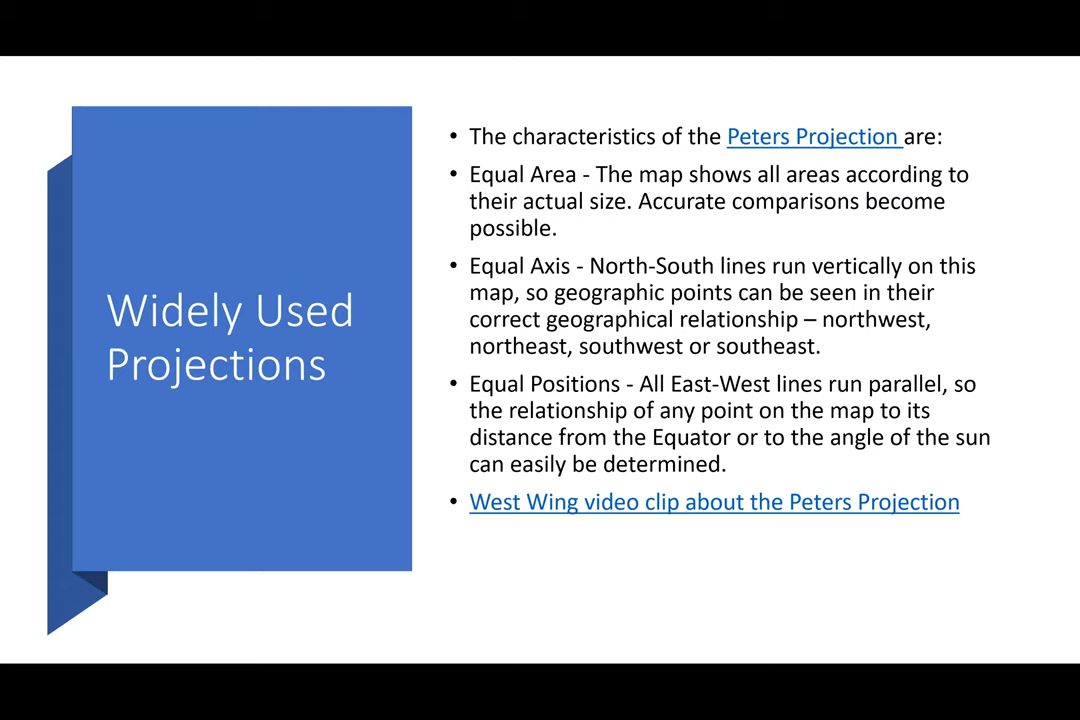 Widely Used
Projections
• The characteristics of the Peters Projection are:
• Equal Area - The map shows all areas according to
their actual size. Accurate comparisons become
possible.
• Equal Axis - North-South lines run vertically on this
map, so geographic points can be seen in their
correct geographical relationship – northwest,
northeast, southwest or southeast.
• Equal Positions - All East-West lines run parallel, so
the relationship of any point on the map to its
distance from the Equator or to the angle of the sun
can easily be determined.
• West Wing video clip about the Peters Projection